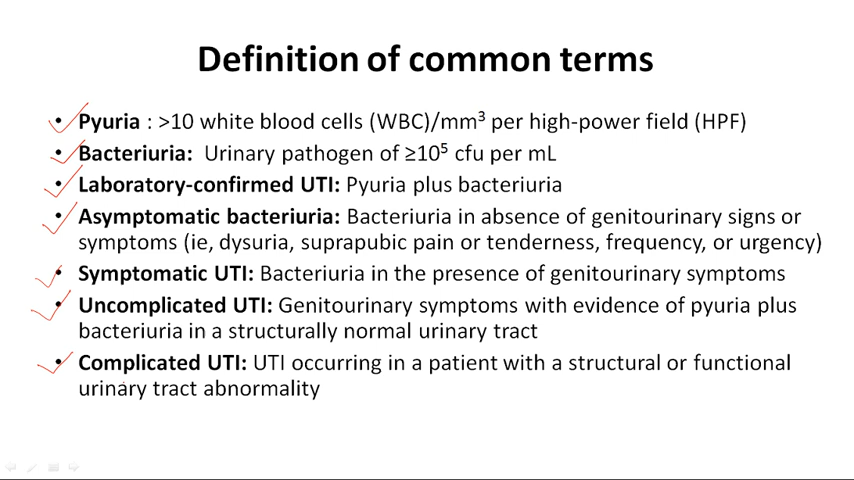 Definition of common terms
• Pyuria : >10 white blood cells (WBC)/mm³ per high-power field (HPF)
• Bacteriuria: Urinary pathogen of ≥10⁵ cfu per mL
• Laboratory-confirmed UTI: Pyuria plus bacteriuria
• Asymptomatic bacteriuria: Bacteriuria in absence of genitourinary signs or
symptoms (ie, dysuria, suprapubic pain or tenderness, frequency, or urgency)
• Symptomatic UTI: Bacteriuria in the presence of genitourinary symptoms
• Uncomplicated UTI: Genitourinary symptoms with evidence of pyuria plus
bacteriuria in a structurally normal urinary tract
• Complicated UTI: UTI occurring in a patient with a structural or functional
urinary tract abnormality